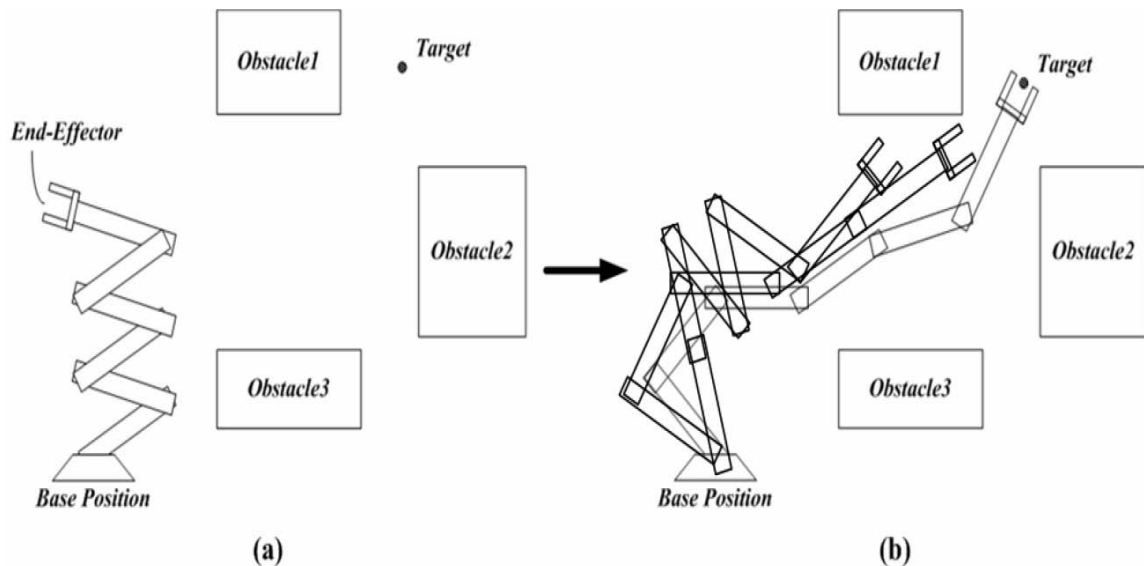 Obstacle1
Target
End-Effector
Obstacle2
Obstacle3
Base Position
(a)
Obstacle1
Target
Obstacle2
Obstacle3
Base Position
(b)